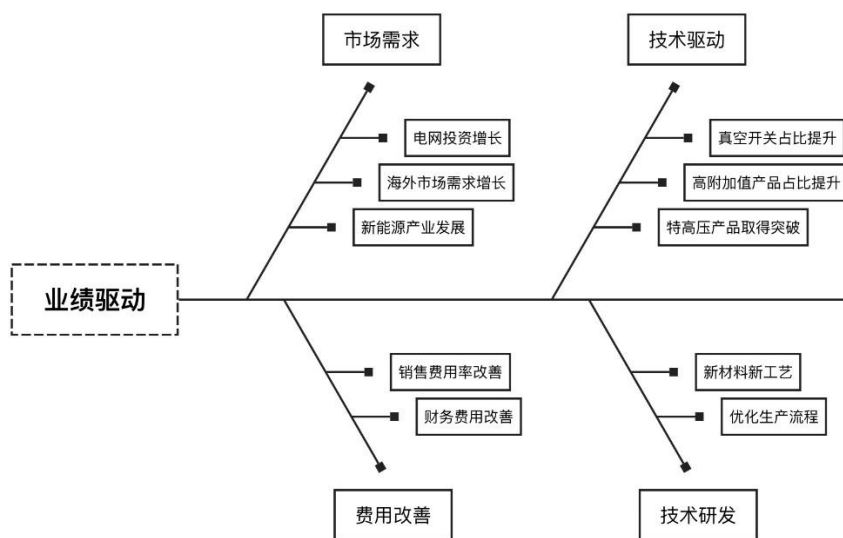 市场需求
技术驱动
电网投资增长
真空开关占比提升
海外市场需求增长
高附加值产品占比提升
新能源产业发展
特高压产品取得突破
业绩驱动
销售费用率改善
新材料新工艺
财务费用改善
优化生产流程
费用改善
技术研发